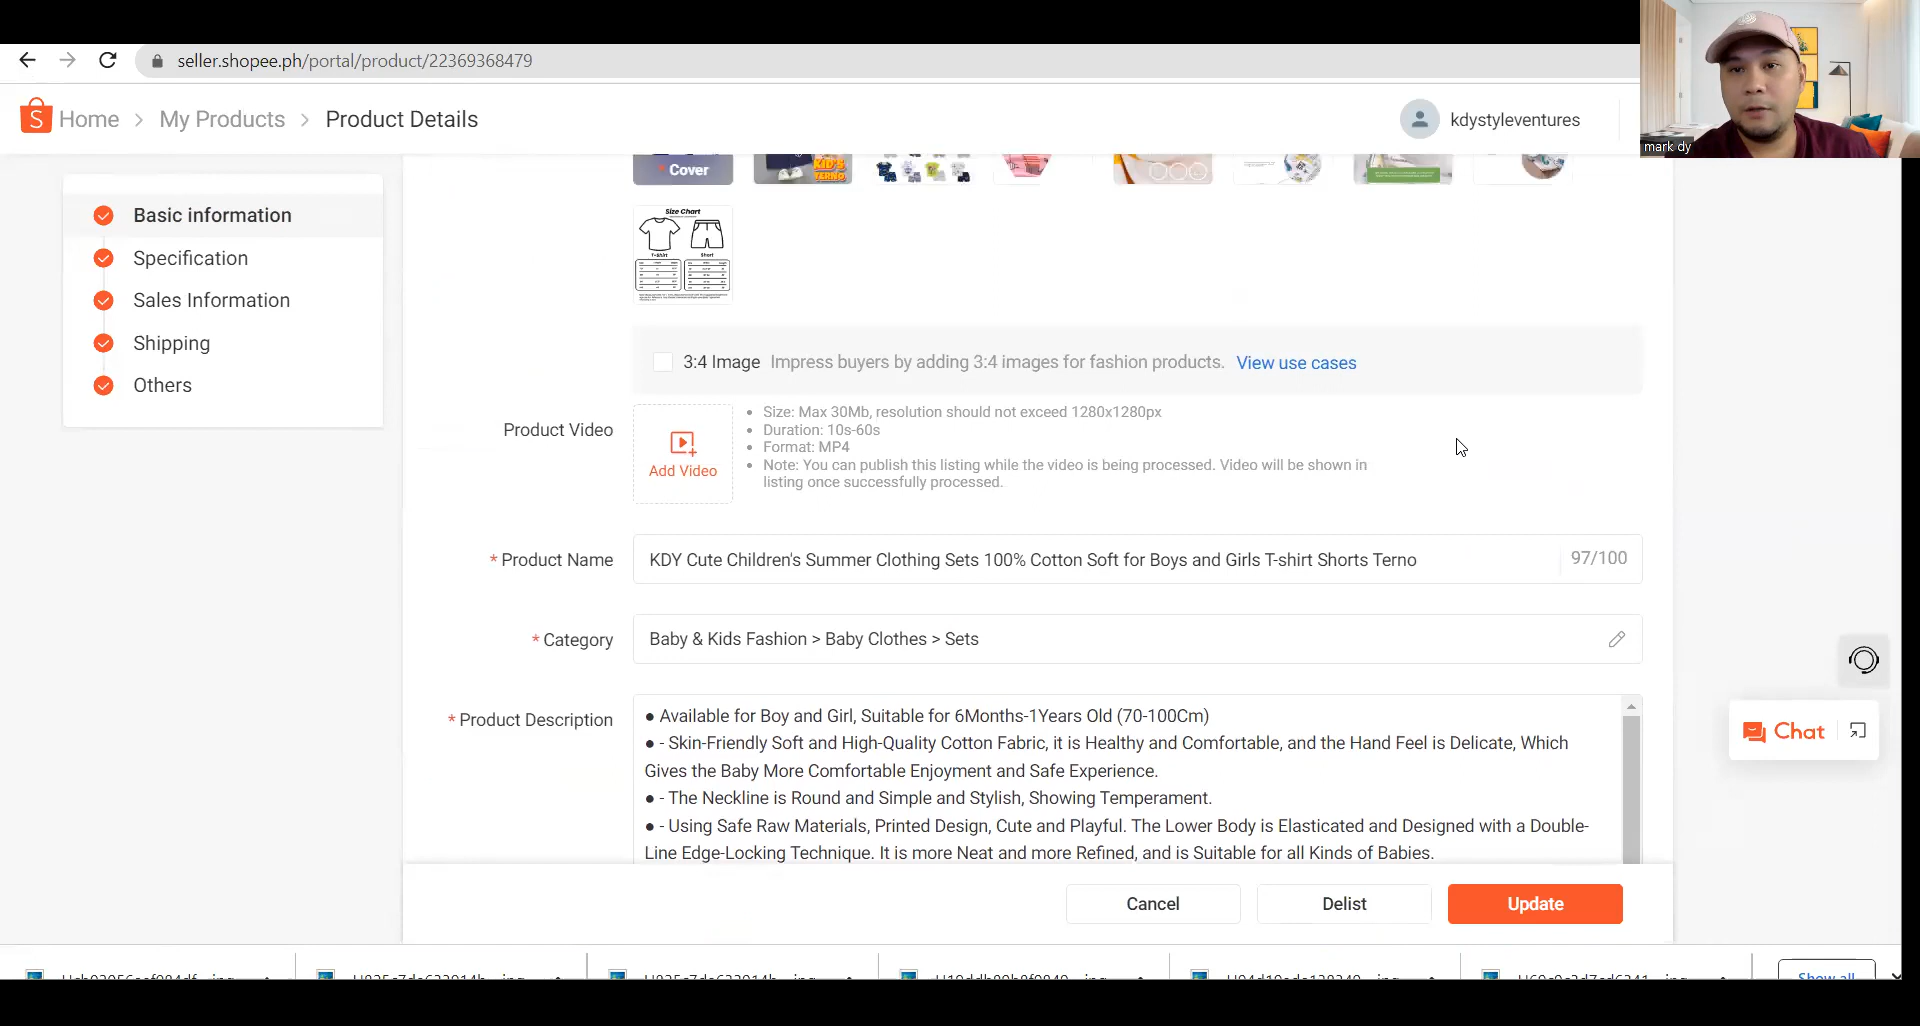 seller.shopee.ph/portal/product/22369368479
Home > My Products > Product Details
kdystyleventures
mark dy
* Cover
KID'S
TERNO
Basic information
Specification
Sales Information
Shipping
Others
Size Chart
T-Shirt Short
3:4 Image Impress buyers by adding 3:4 images for fashion products. View use cases
Product Video
Add Video
• Size: Max 30Mb, resolution should not exceed 1280x1280px
• Duration: 10s-60s
• Format: MP4
• Note: You can publish this listing while the video is being processed. Video will be shown in
listing once successfully processed.
* Product Name
KDY Cute Children's Summer Clothing Sets 100% Cotton Soft for Boys and Girls T-shirt Shorts Terno
97/100
* Category
Baby & Kids Fashion > Baby Clothes > Sets
* Product Description
● Available for Boy and Girl, Suitable for 6Months-1Years Old (70-100Cm)
● - Skin-Friendly Soft and High-Quality Cotton Fabric, it is Healthy and Comfortable, and the Hand Feel is Delicate, Which
Gives the Baby More Comfortable Enjoyment and Safe Experience.
● - The Neckline is Round and Simple and Stylish, Showing Temperament.
● - Using Safe Raw Materials, Printed Design, Cute and Playful. The Lower Body is Elasticated and Designed with a Double-
Line Edge-Locking Technique. It is more Neat and more Refined, and is Suitable for all Kinds of Babies.
Chat
Cancel
Delist
Update
Show all